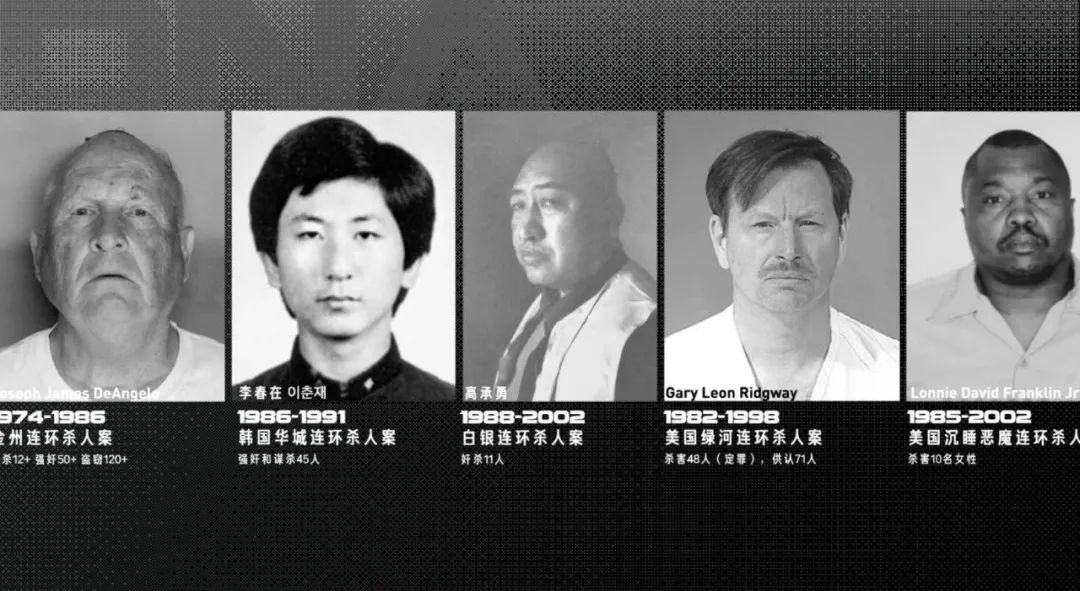 oseph James DeAngelo
1974-1986
金州连环杀人案
杀12+ 强奸50+ 盗窃120+
李春在 이춘재
1986-1991
韩国华城连环杀人案
强奸和谋杀45人
高承勇
1988-2002
白银连环杀人案
奸杀11人
Gary Leon Ridgway
1982-1998
美国绿河连环杀人案
杀害48人（定罪），供认71人
Lonnie David Franklin Jr
1985-2002
美国沉睡恶魔连环杀人
杀害10名女性